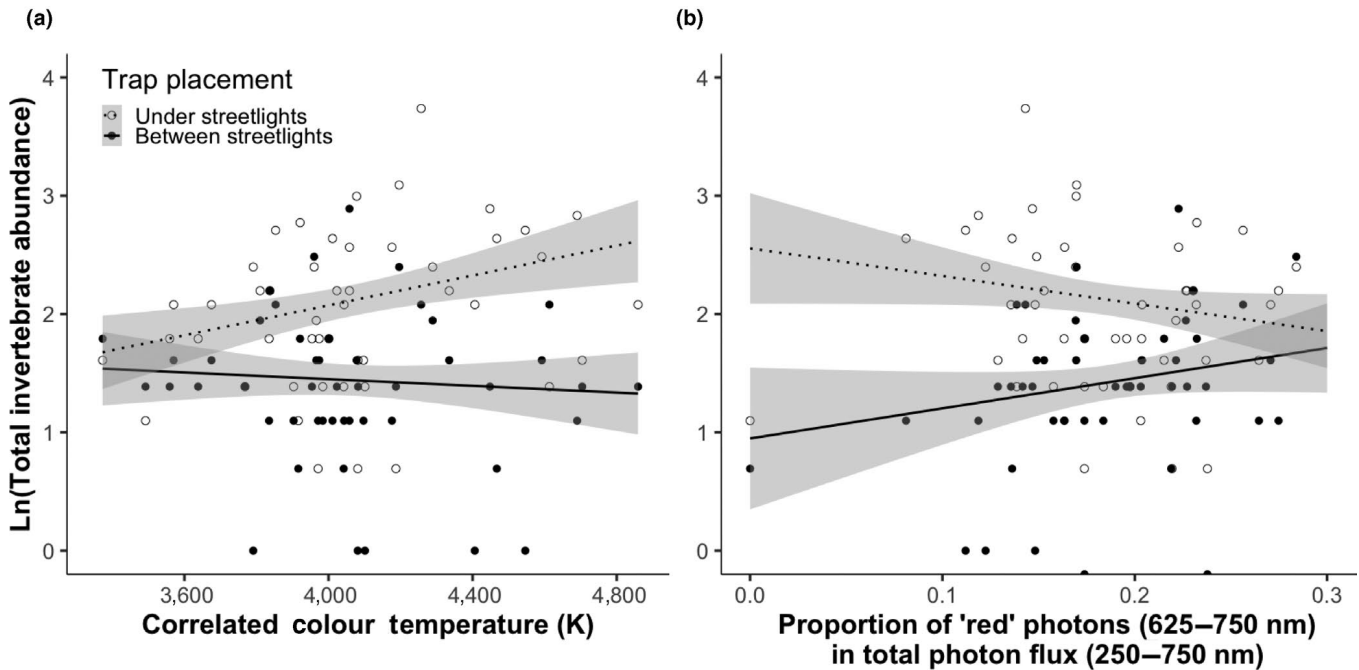 (a)
Ln(Total invertebrate abundance)
4
3
2
1
0
Trap placement
Under streetlights
Between streetlights
3,600
4,000
4,400
4,800
Correlated colour temperature (K)
(b)
4
3
2
1
0
0.0
0.1
0.2
0.3
Proportion of 'red' photons (625–750 nm)
in total photon flux (250–750 nm)